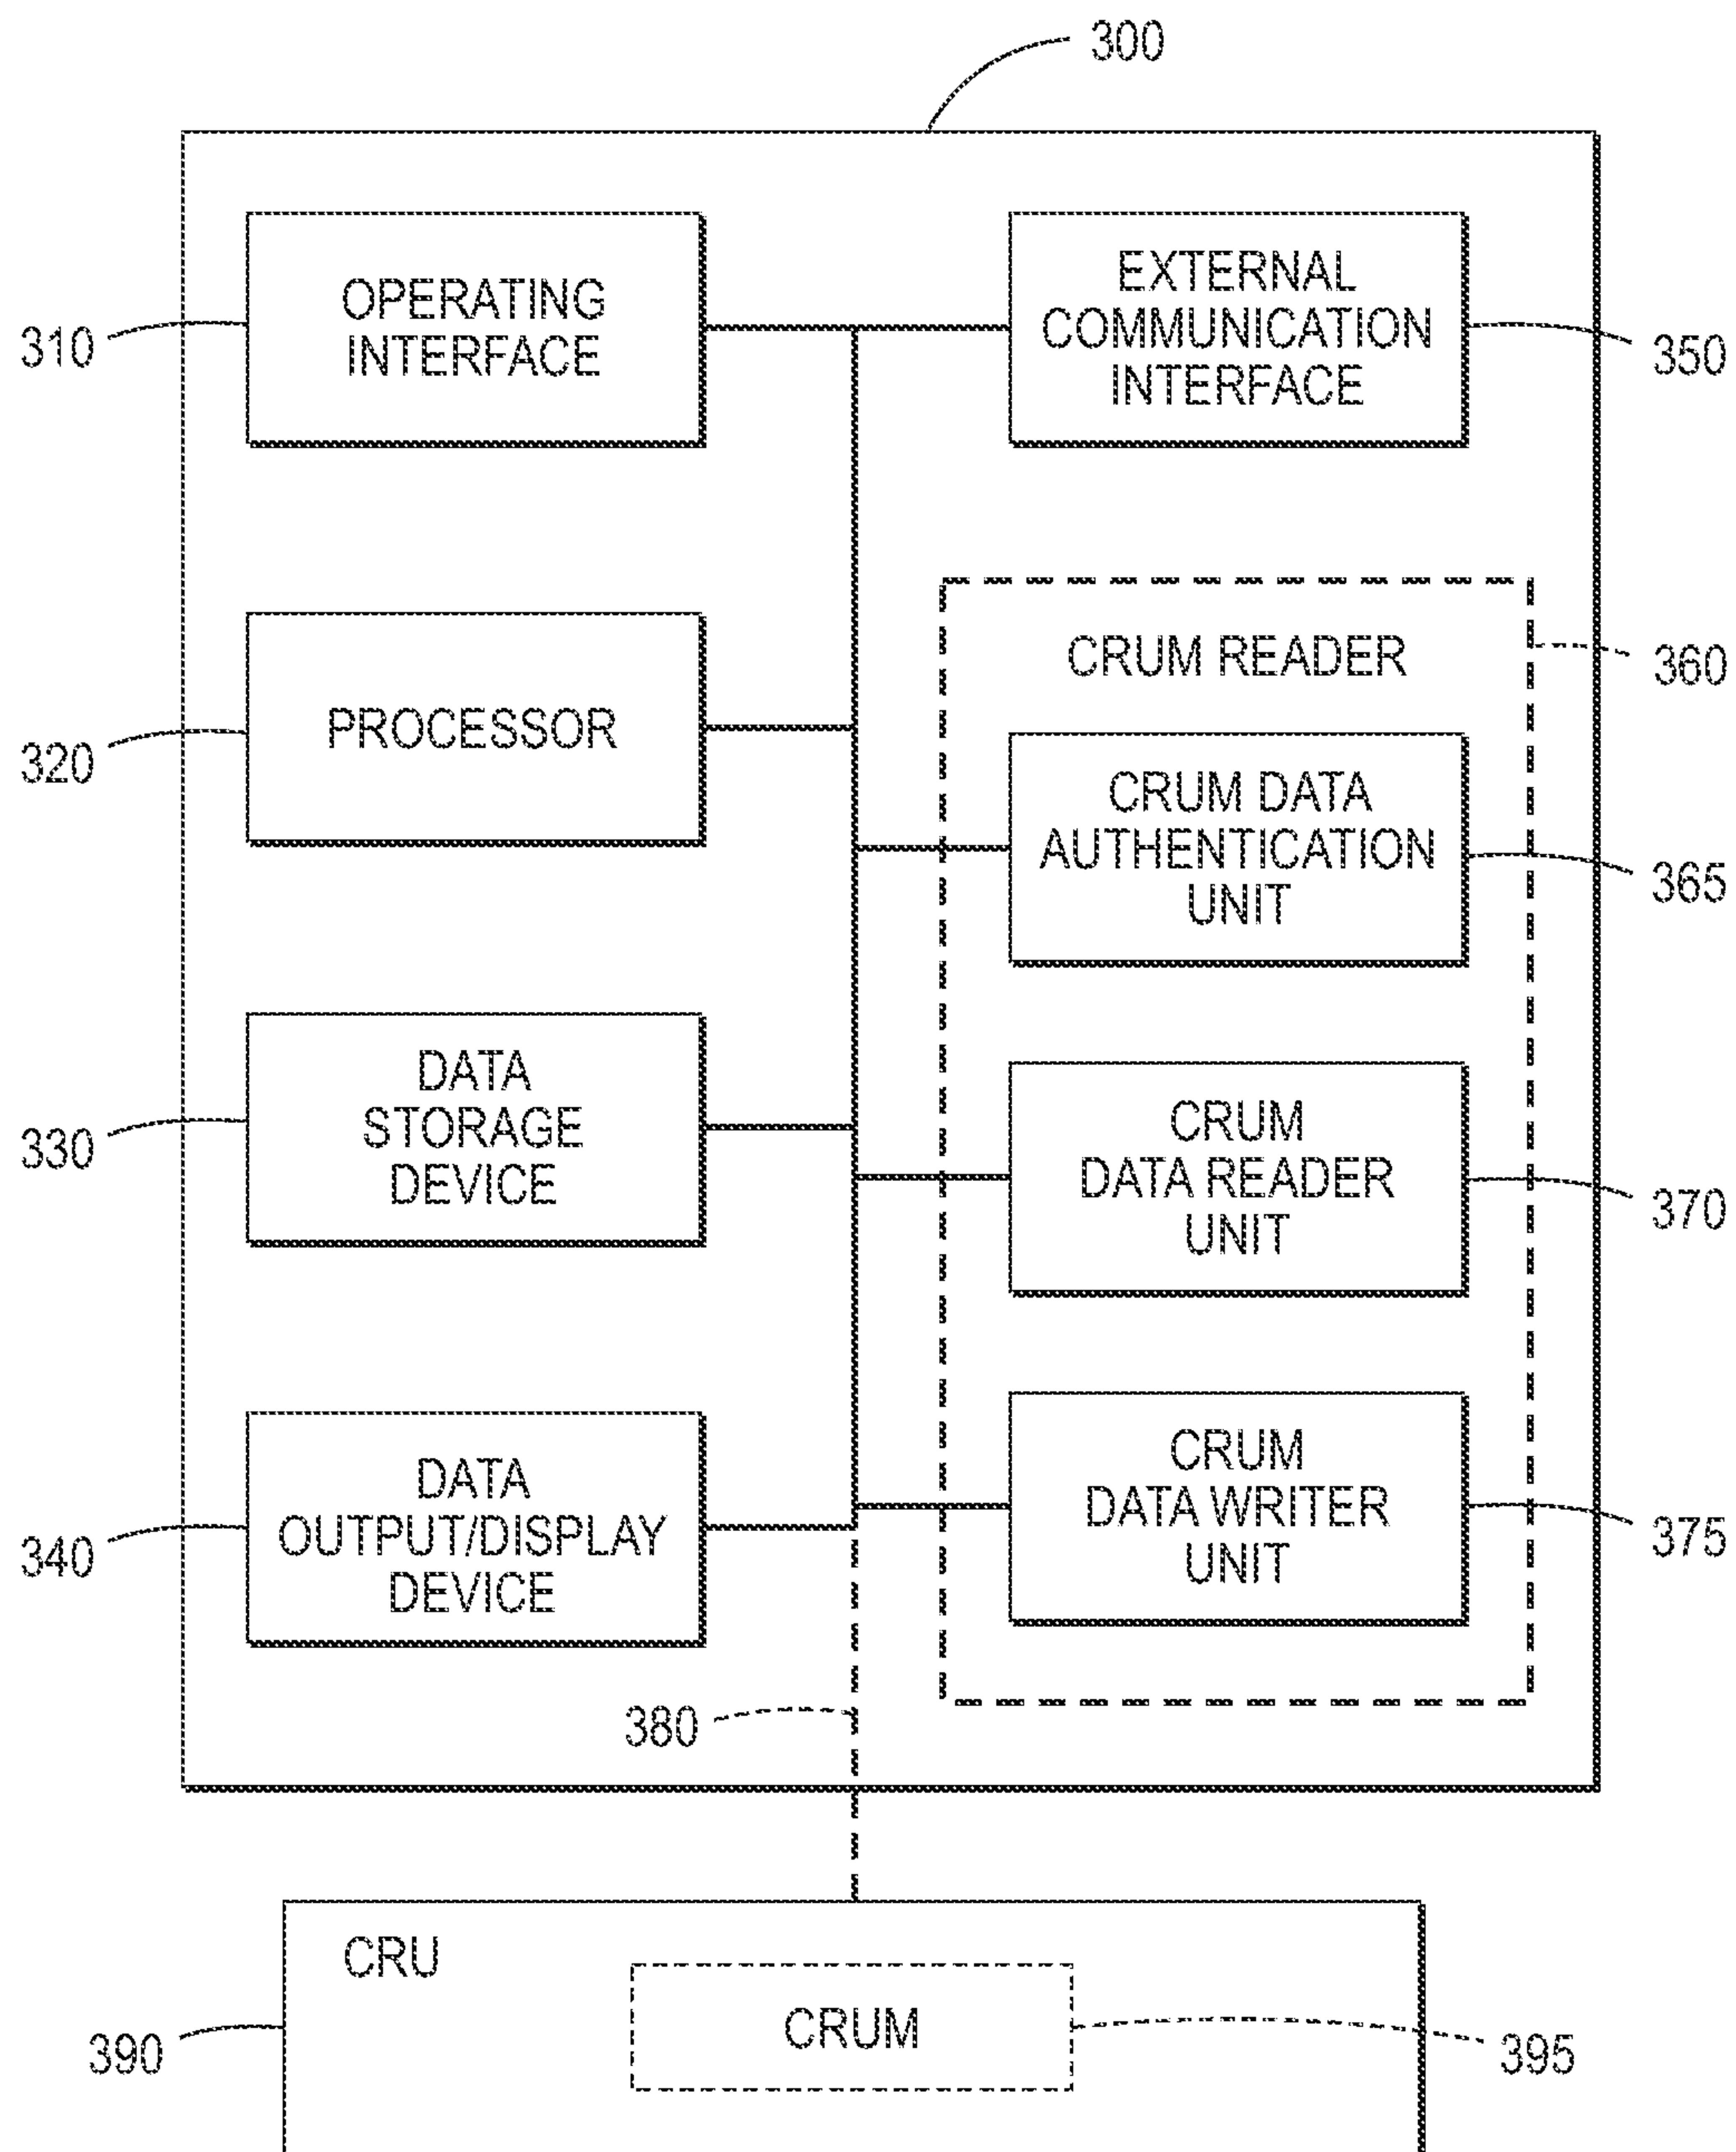 300
OPERATING
INTERFACE
310
EXTERNAL
COMMUNICATION
INTERFACE
350
PROCESSOR
320
CRUM READER
360
CRUM DATA
AUTHENTICATION
UNIT
365
DATA
STORAGE
DEVICE
330
CRUM
DATA READER
UNIT
370
DATA
OUTPUT/DISPLAY
DEVICE
340
CRUM
DATA WRITER
UNIT
375
380
CRU
CRUM
390
395